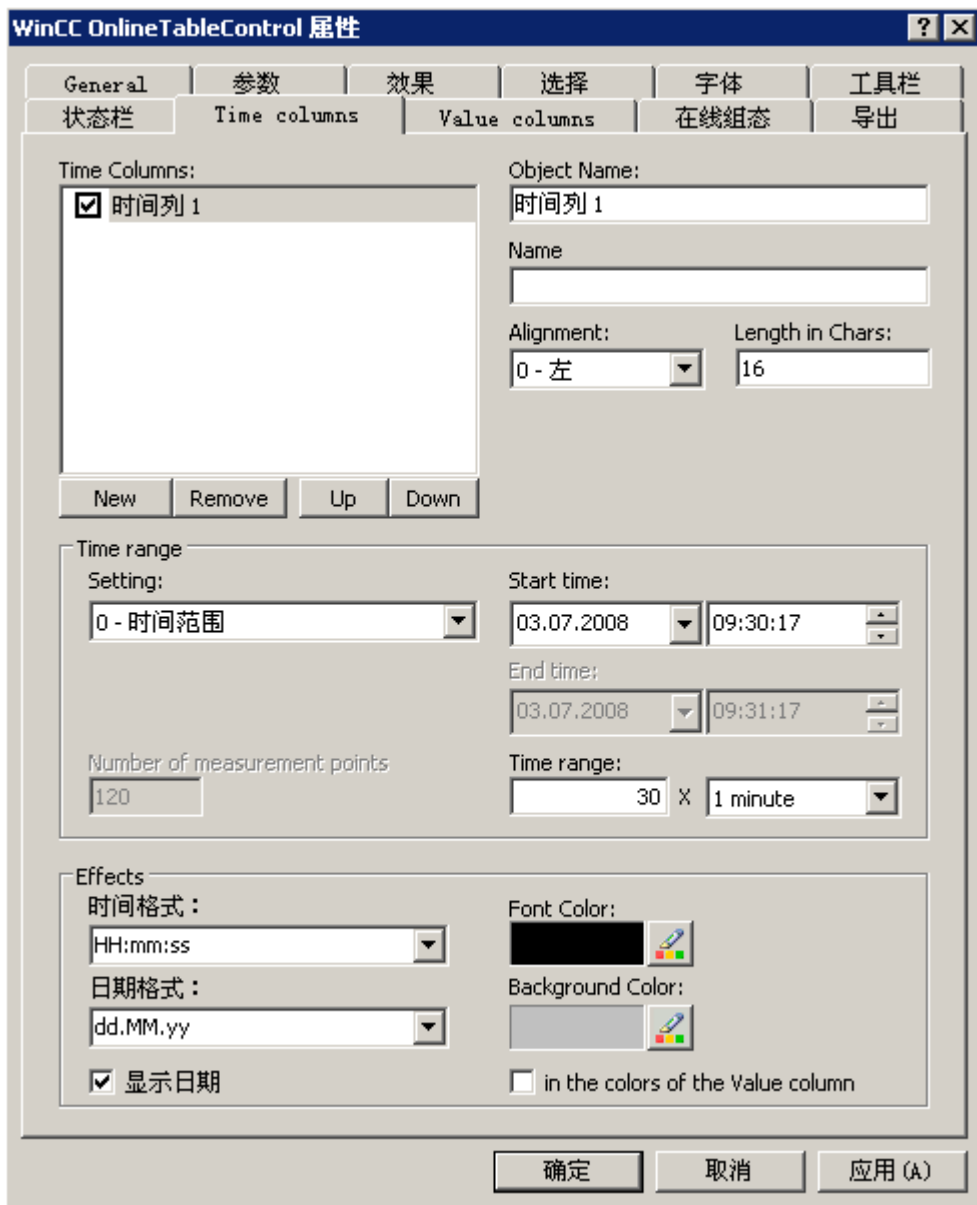 WinCC OnlineTableControl 属性
General 参数 效果 选择 字体 工具栏
状态栏 Time columns Value columns 在线组态 导出
Time Columns:
时间列 1
Object Name:
时间列 1
Name
Alignment: Length in Chars:
0 - 左 16
New Remove Up Down
Time range
Setting: Start time:
0 - 时间范围 03.07.2008 09:30:17
End time:
03.07.2008 09:31:17
Number of measurement points Time range:
120 30 X 1 minute
Effects
时间格式： Font Color:
HH:mm:ss
日期格式： Background Color:
dd.MM.yy
显示日期 in the colors of the Value column
确定 取消 应用(A)